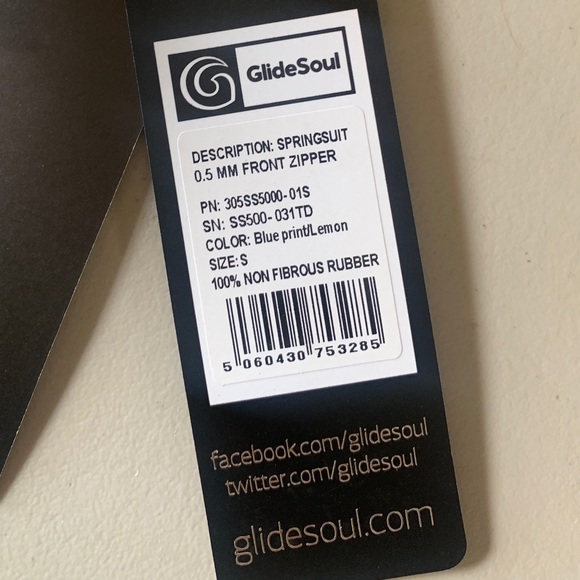 GlideSoul
DESCRIPTION: SPRINGSUIT
0.5 MM FRONT ZIPPER
PN: 305SS5000-01S
SN: SS500-031TD
COLOR: Blue print/Lemon
SIZE: S
100% NON FIBROUS RUBBER
5 060430 753285
facebook.com/glidesoul
twitter.com/glidesoul
glidesoul.com